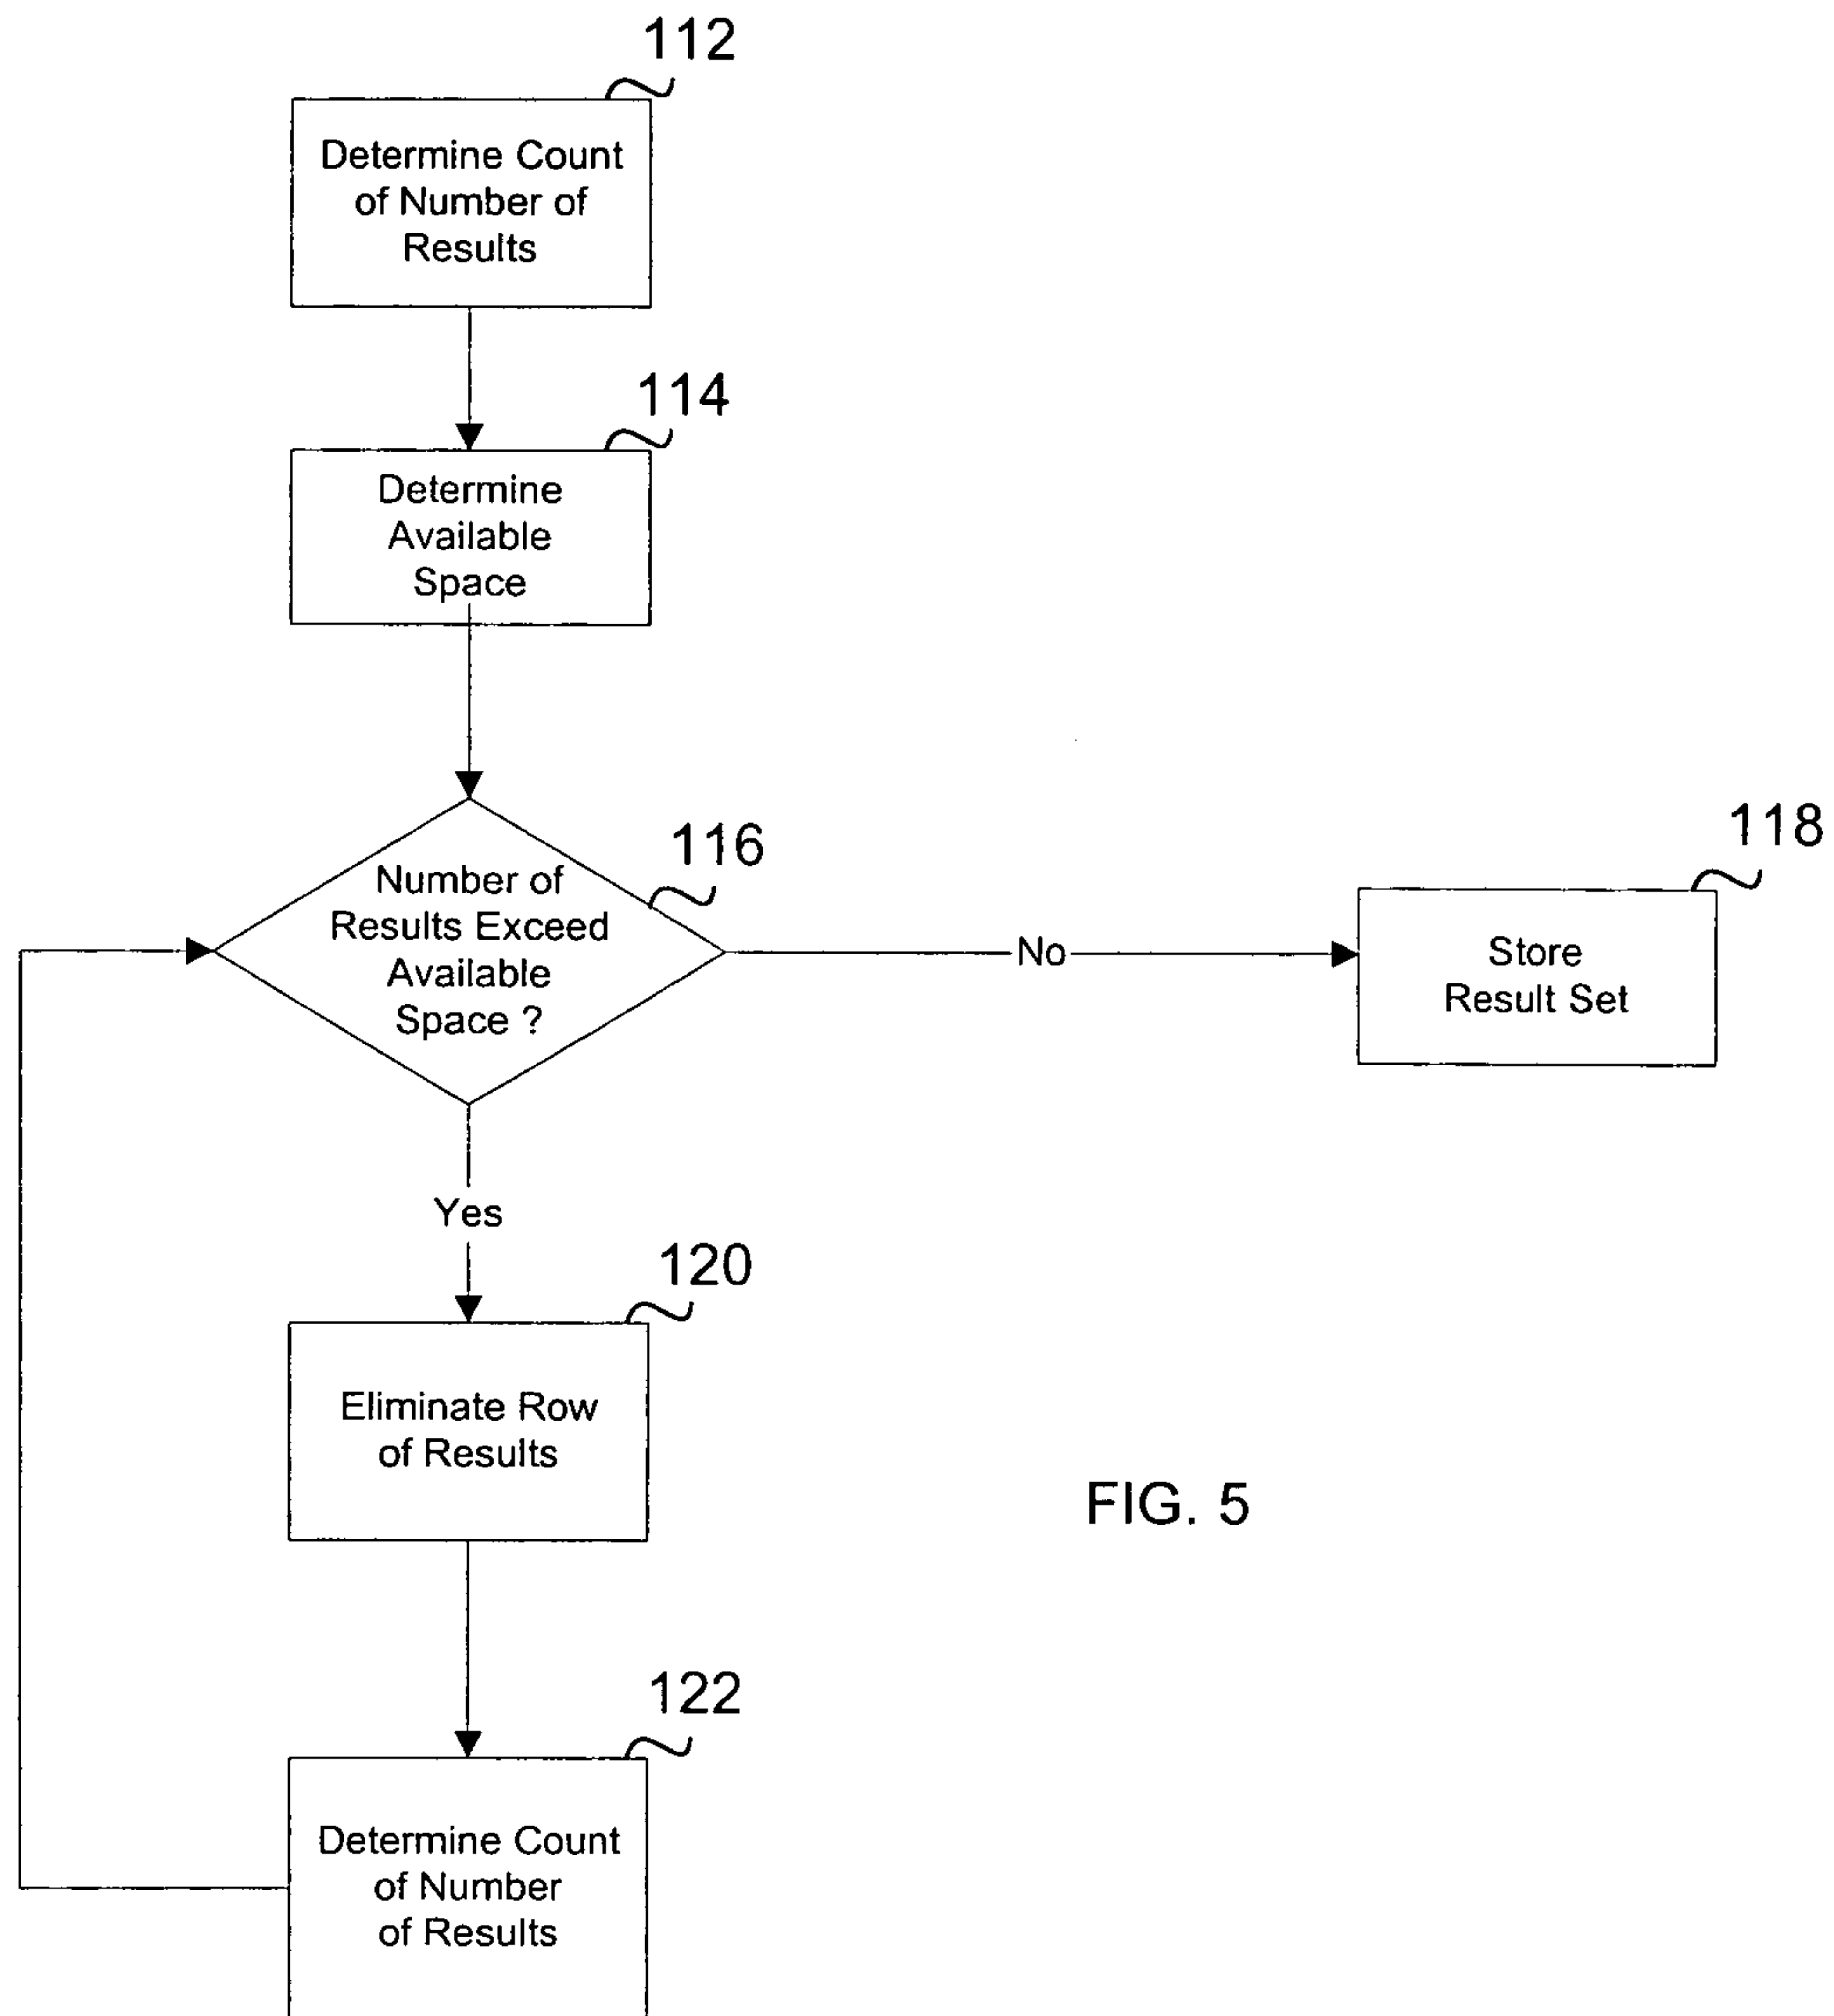 112
Determine Count
of Number of
Results
114
Determine
Available
Space
116
Number of
Results Exceed
Available
Space ?
No
118
Store
Result Set
Yes
120
Eliminate Row
of Results
FIG. 5
122
Determine Count
of Number
of Results